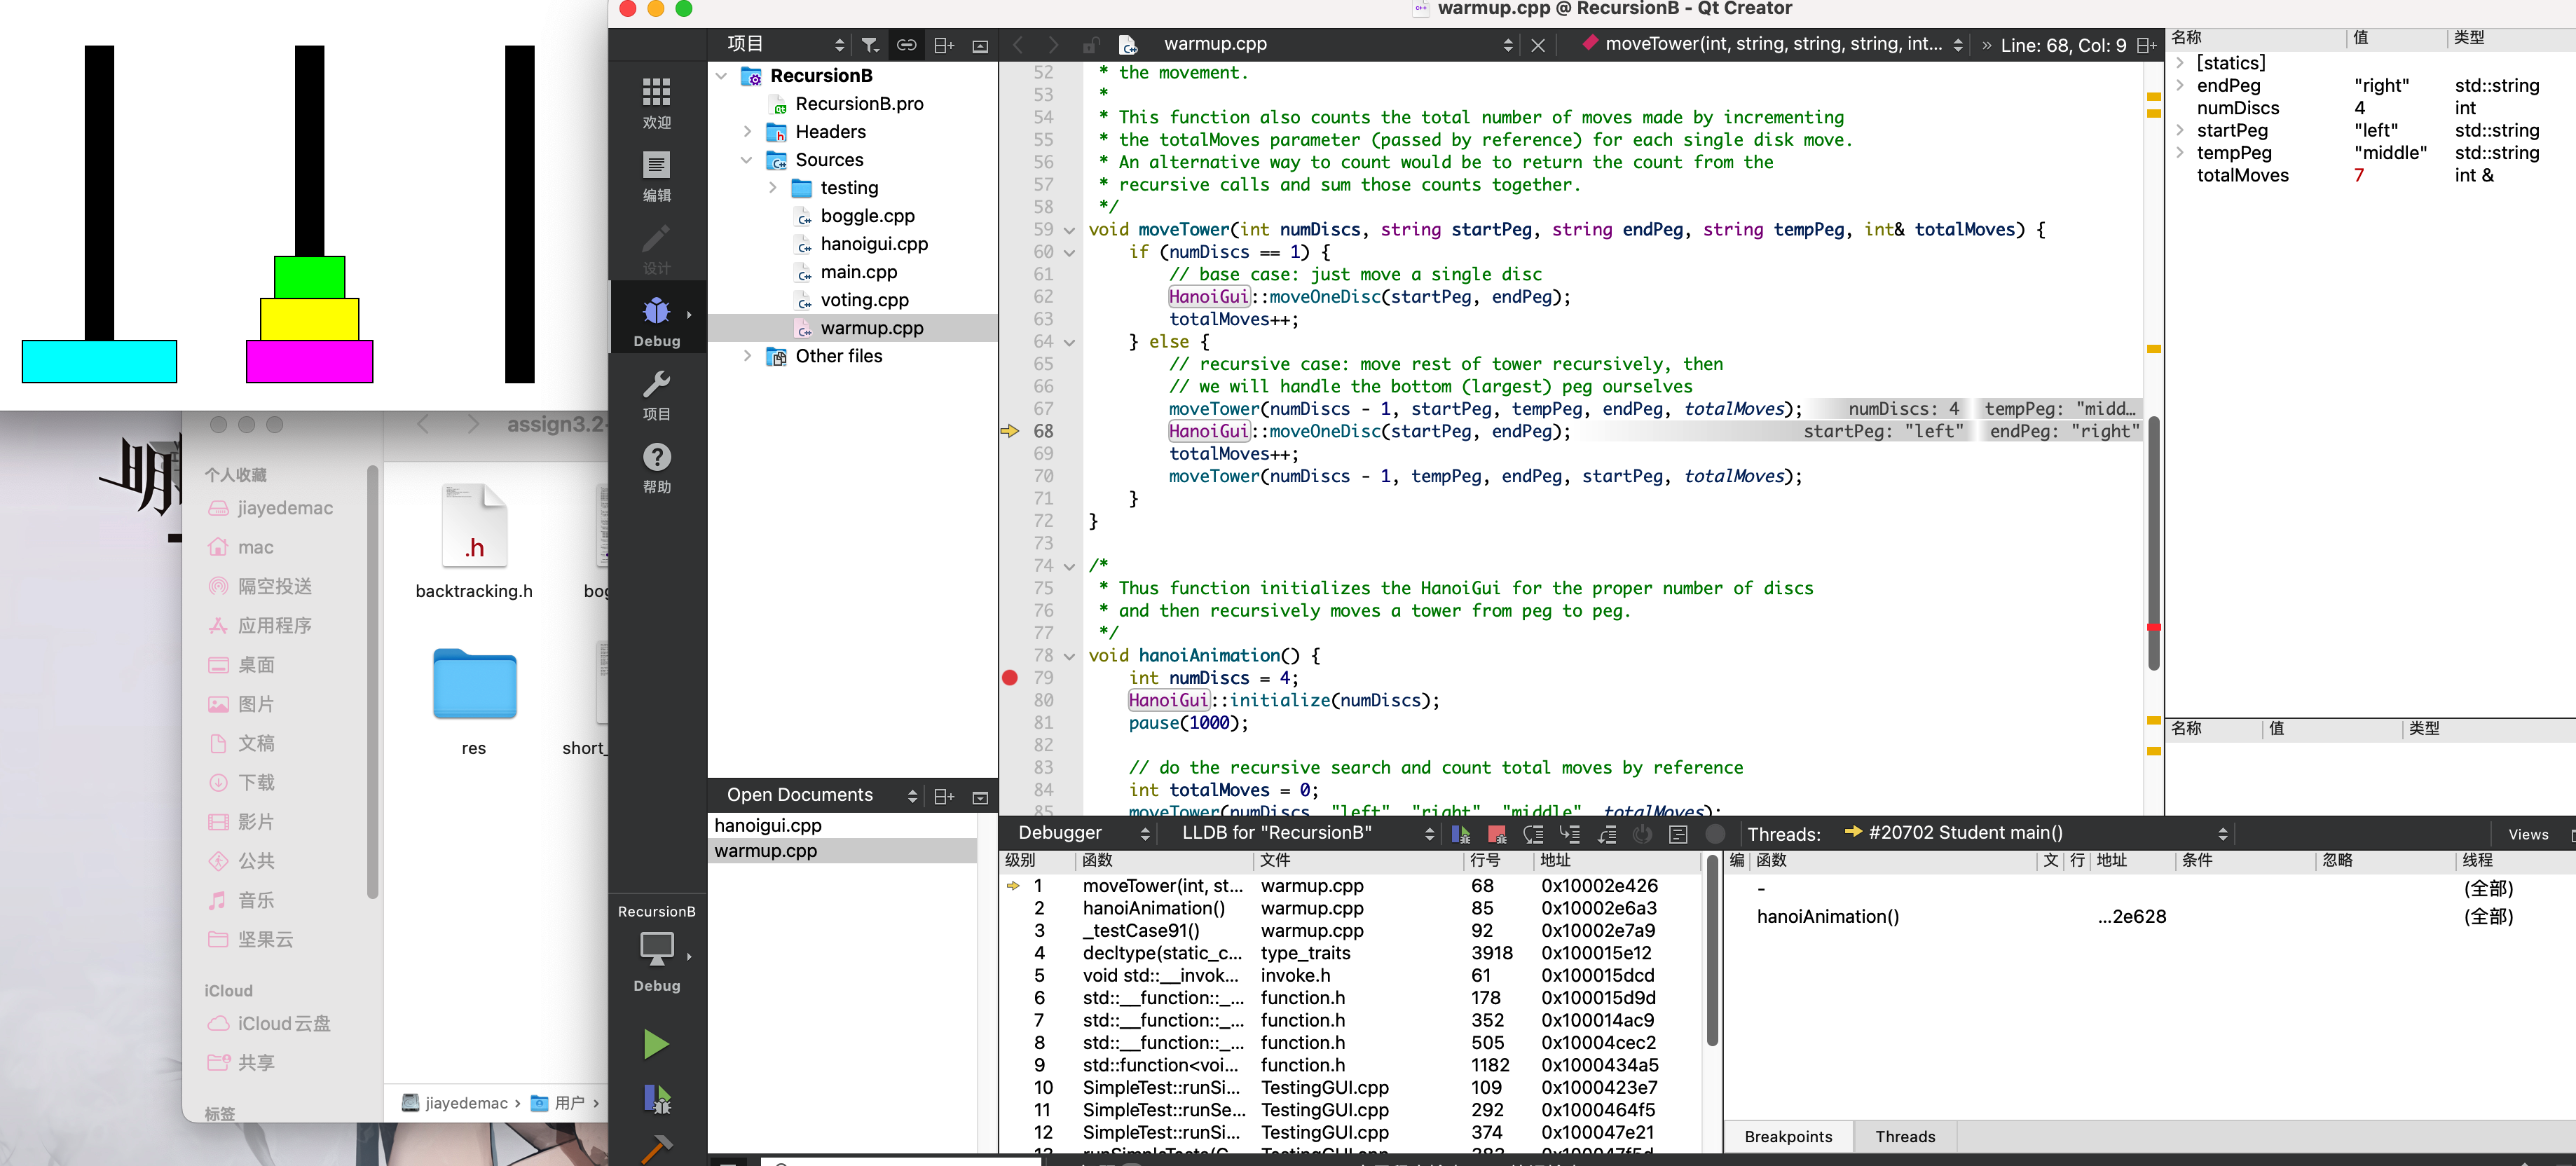 warmup.cpp @ RecursionB - Qt Creator
项目
warmup.cpp
moveTower(int, string, string, string, int...
» Line: 68, Col: 9
欢迎
编辑
设计
Debug
项目
帮助
RecursionB
Debug
RecursionB
RecursionB.pro
Headers
Sources
testing
boggle.cpp
hanoigui.cpp
main.cpp
voting.cpp
warmup.cpp
Other files
Open Documents
hanoigui.cpp
warmup.cpp
52 * the movement.
53 *
54 * This function also counts the total number of moves made by incrementing
55 * the totalMoves parameter (passed by reference) for each single disk move.
56 * An alternative way to count would be to return the count from the
57 * recursive calls and sum those counts together.
58 */
59 void moveTower(int numDiscs, string startPeg, string endPeg, string tempPeg, int& totalMoves) {
60 if (numDiscs == 1) {
61 // base case: just move a single disc
62 HanoiGui::moveOneDisc(startPeg, endPeg);
63 totalMoves++;
64 } else {
65 // recursive case: move rest of tower recursively, then
66 // we will handle the bottom (largest) peg ourselves
67 moveTower(numDiscs - 1, startPeg, tempPeg, endPeg, totalMoves); numDiscs: 4 tempPeg: "midd...
68 HanoiGui::moveOneDisc(startPeg, endPeg); startPeg: "left" endPeg: "right"
69 totalMoves++;
70 moveTower(numDiscs - 1, tempPeg, endPeg, startPeg, totalMoves);
71 }
72 }
73
74 /*
75 * Thus function initializes the HanoiGui for the proper number of discs
76 * and then recursively moves a tower from peg to peg.
77 */
78 void hanoiAnimation() {
79 int numDiscs = 4;
80 HanoiGui::initialize(numDiscs);
81 pause(1000);
82
83 // do the recursive search and count total moves by reference
84 int totalMoves = 0;
85 moveTower(numDiscs, "left", "right", "middle", totalMoves);
名称 值 类型
[statics]
endPeg "right" std::string
numDiscs 4 int
startPeg "left" std::string
tempPeg "middle" std::string
totalMoves 7 int &
名称 值 类型
Debugger LLDB for "RecursionB" Threads: #20702 Student main() Views
级别 函数 文件 行号 地址
1 moveTower(int, st... warmup.cpp 68 0x10002e426
2 hanoiAnimation() warmup.cpp 85 0x10002e6a3
3 _testCase91() warmup.cpp 92 0x10002e7a9
4 decltype(static_c... type_traits 3918 0x100015e12
5 void std::__invok... invoke.h 61 0x100015dcd
6 std::__function::_... function.h 178 0x100015d9d
7 std::__function::_... function.h 352 0x100014ac9
8 std::__function::_... function.h 505 0x10004cec2
9 std::function<voi... function.h 1182 0x1000434a5
10 SimpleTest::runSi... TestingGUI.cpp 109 0x1000423e7
11 SimpleTest::runSe... TestingGUI.cpp 292 0x1000464f5
12 SimpleTest::runSi... TestingGUI.cpp 374 0x100047e21
编 函数 文 行 地址 条件 忽略 线程
- (全部)
hanoiAnimation() ...2e628 (全部)
Breakpoints Threads
明
assign3.2-
个人收藏
jiayedemac
mac
隔空投送
应用程序
桌面
图片
文稿
下载
影片
公共
音乐
坚果云
iCloud
iCloud云盘
共享
标签
.h
backtracking.h
bog
res
short_
jiayedemac › 用户 ›